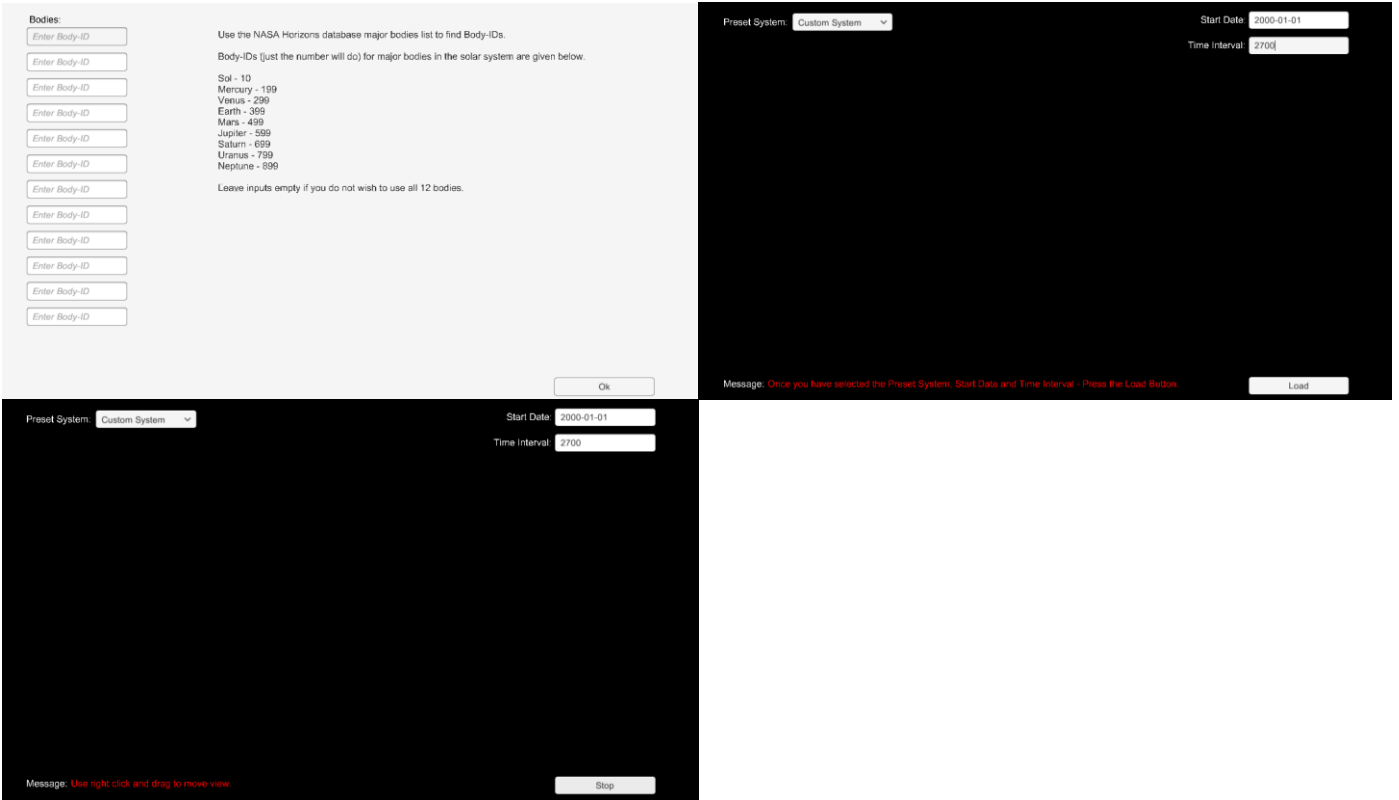 Bodies:
Enter Body-ID
Enter Body-ID
Enter Body-ID
Enter Body-ID
Enter Body-ID
Enter Body-ID
Enter Body-ID
Enter Body-ID
Enter Body-ID
Enter Body-ID
Enter Body-ID
Enter Body-ID
Use the NASA Horizons database major bodies list to find Body-IDs.
Body-IDs (just the number will do) for major bodies in the solar system are given below.
Sol - 10
Mercury - 199
Venus - 299
Earth - 399
Mars - 499
Jupiter - 599
Saturn - 699
Uranus - 799
Neptune - 899
Leave inputs empty if you do not wish to use all 12 bodies.
Ok
Preset System: Custom System
Start Date: 2000-01-01
Time Interval: 2700
Message: Once you have selected the Preset System, Start Date and Time Interval - Press the Load Button.
Load
Preset System: Custom System
Start Date: 2000-01-01
Time Interval: 2700
Message: Use right click and drag to move view.
Stop